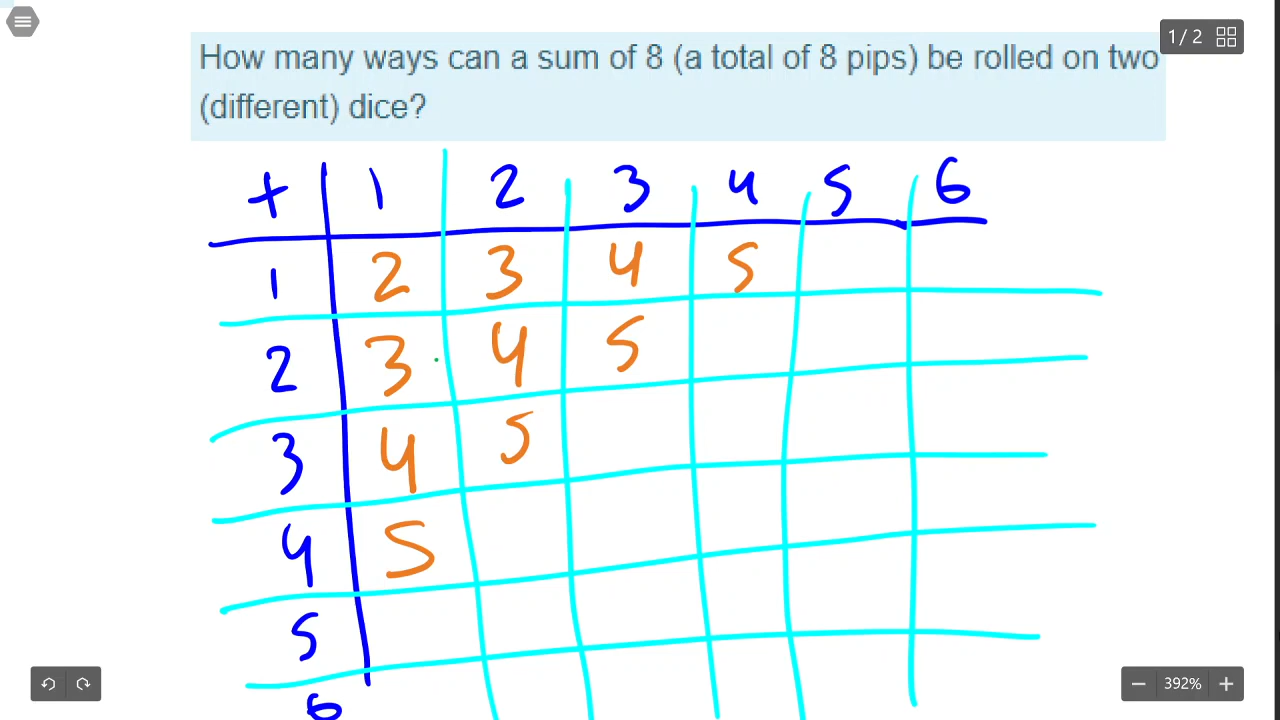 1 / 2
How many ways can a sum of 8 (a total of 8 pips) be rolled on two
(different) dice?
+ 1 2 3 4 5 6
1 2 3 4 5
2 3 4 5
3 4 5
4 5
5
6
392%